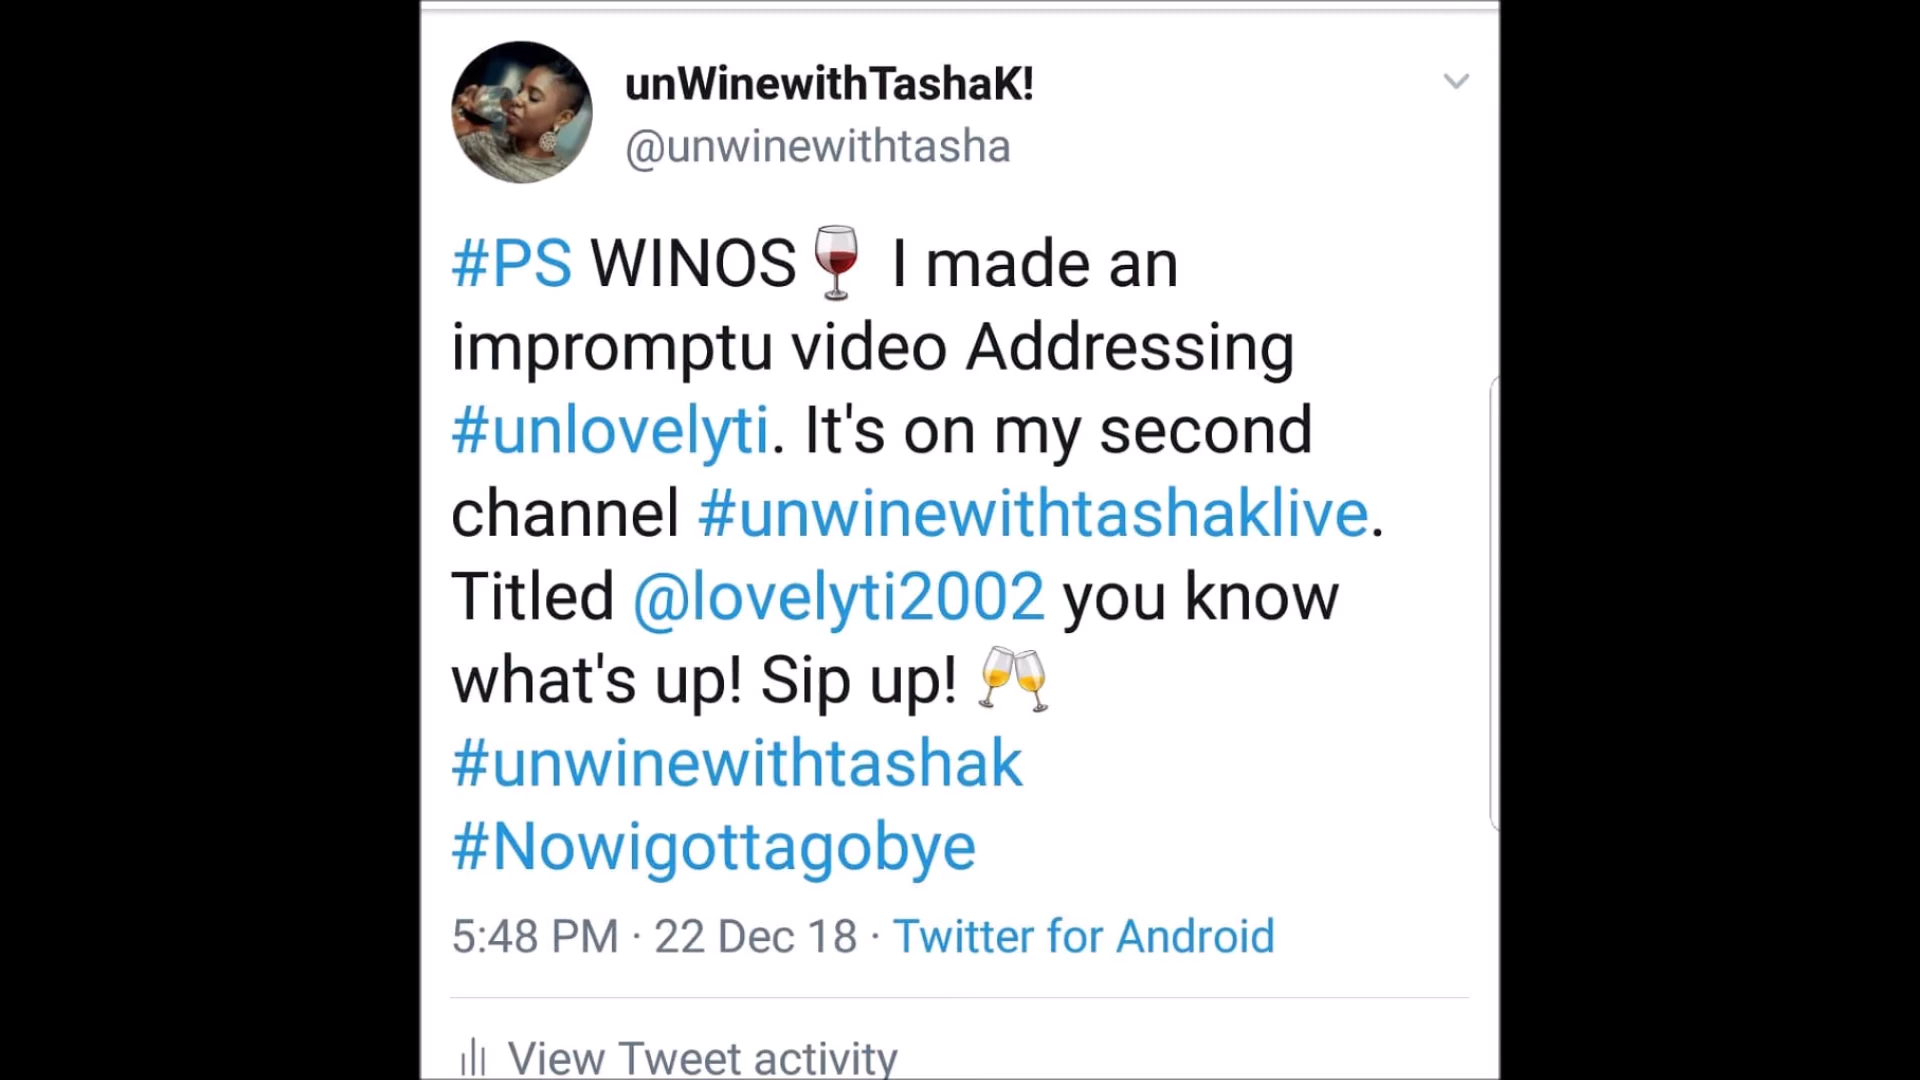 unWinewithTashaK!
@unwinewithtasha
#PS WINOS🍷 I made an
impromptu video Addressing
#unlovelyti. It's on my second
channel #unwinewithtashaklive.
Titled @lovelyti2002 you know
what's up! Sip up! 🥂
#unwinewithtashak
#Nowigottagobye
5:48 PM · 22 Dec 18 · Twitter for Android
View Tweet activity